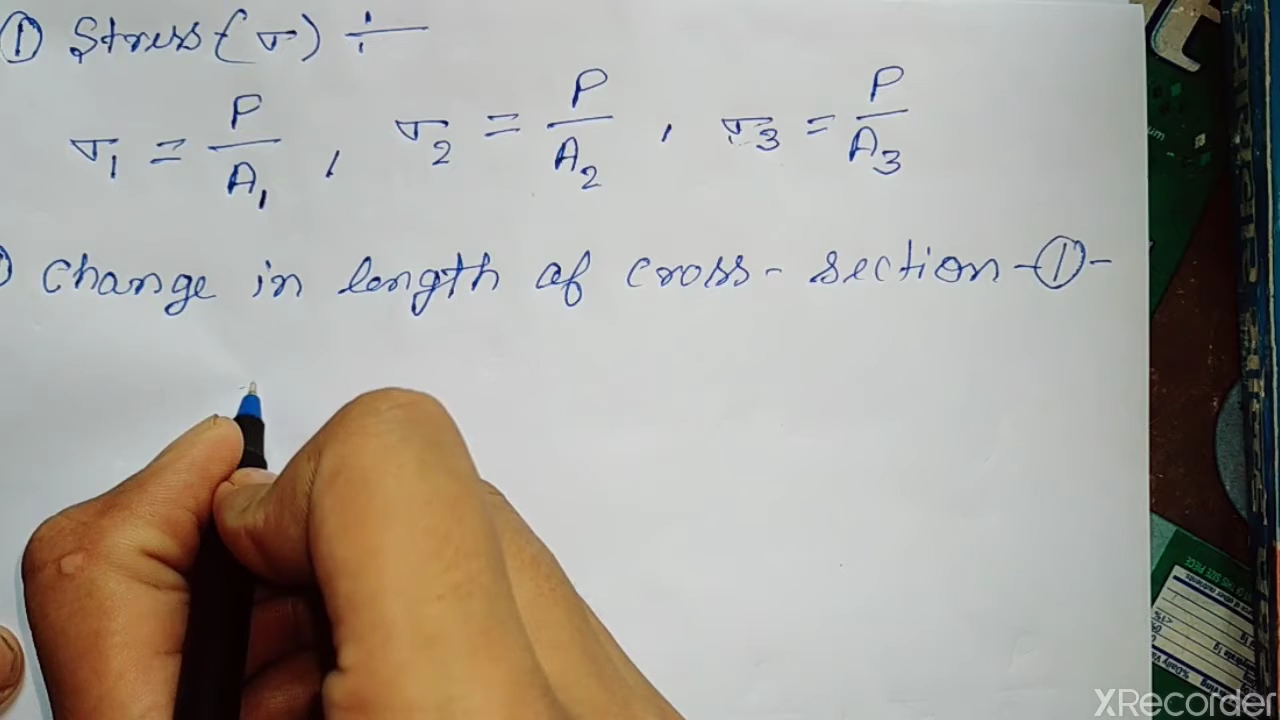 ① Stress (σ) ÷
σ₁ = P/A₁ , σ₂ = P/A₂ , σ₃ = P/A₃
Change in length of cross-section-①-
XRecorder